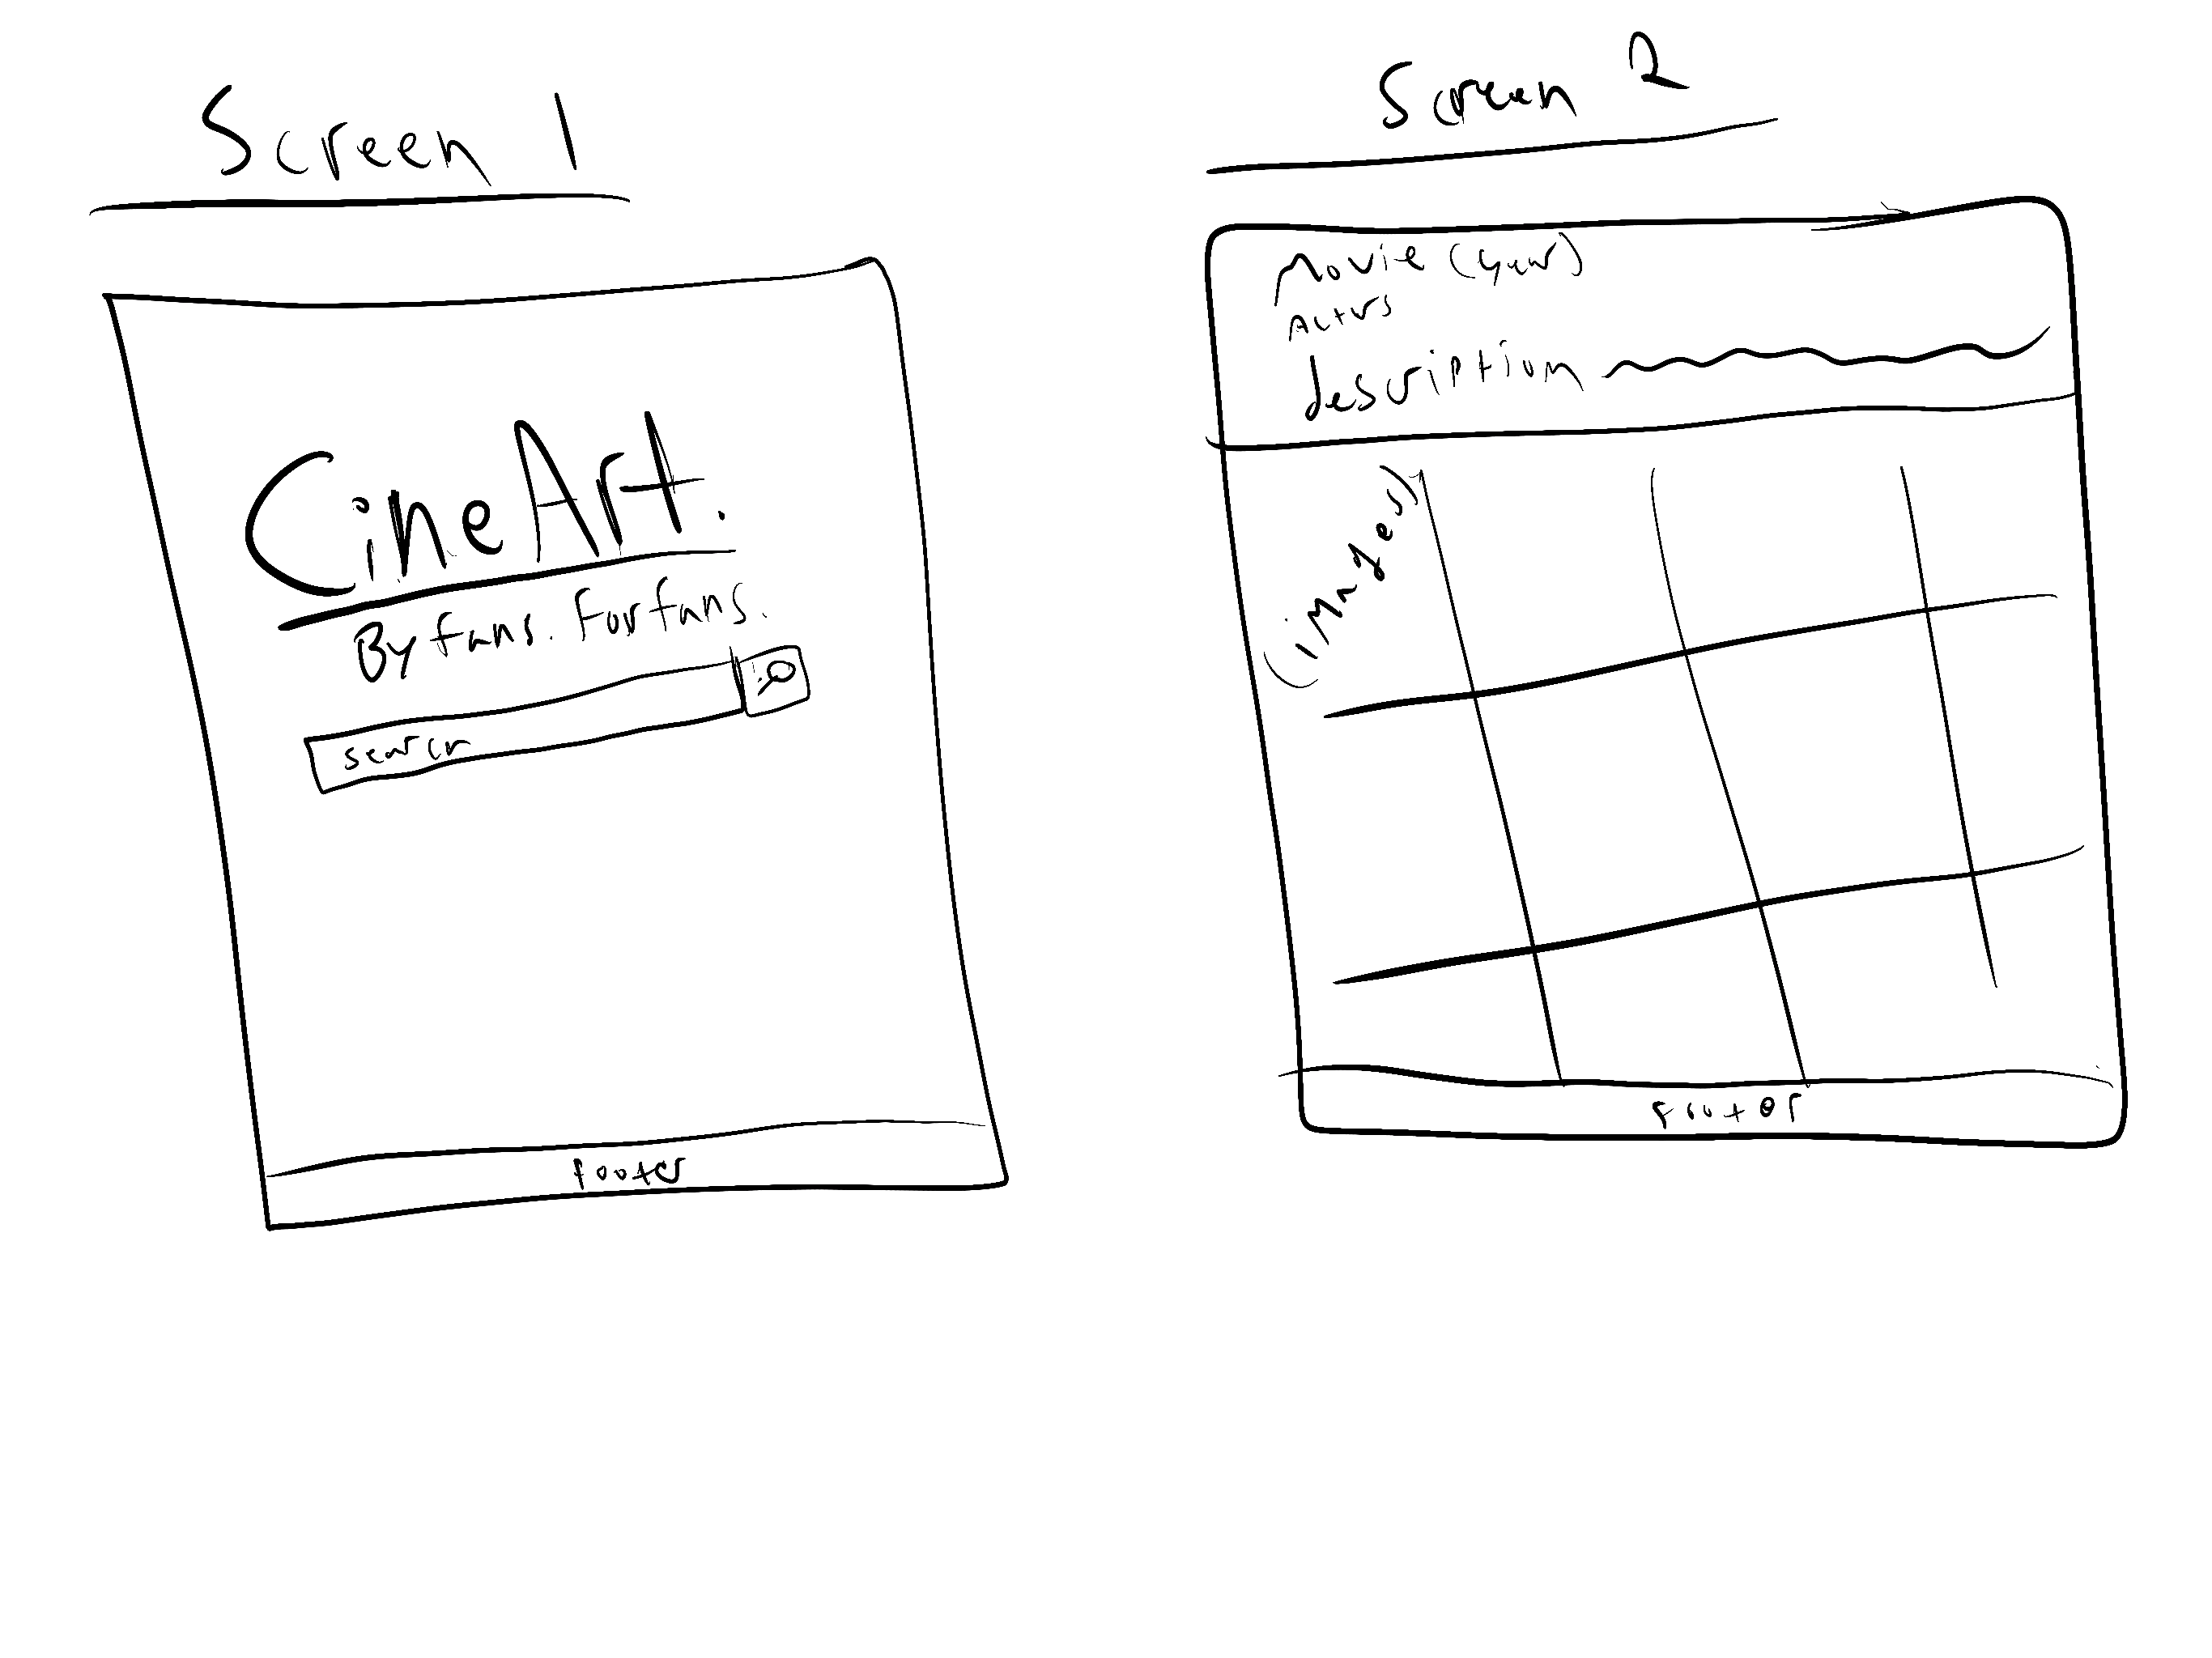 Screen 1
CineArt.
By fans. For fans.
search
footer
Screen 2
Movie (year)
Actors
description
(images)
footer